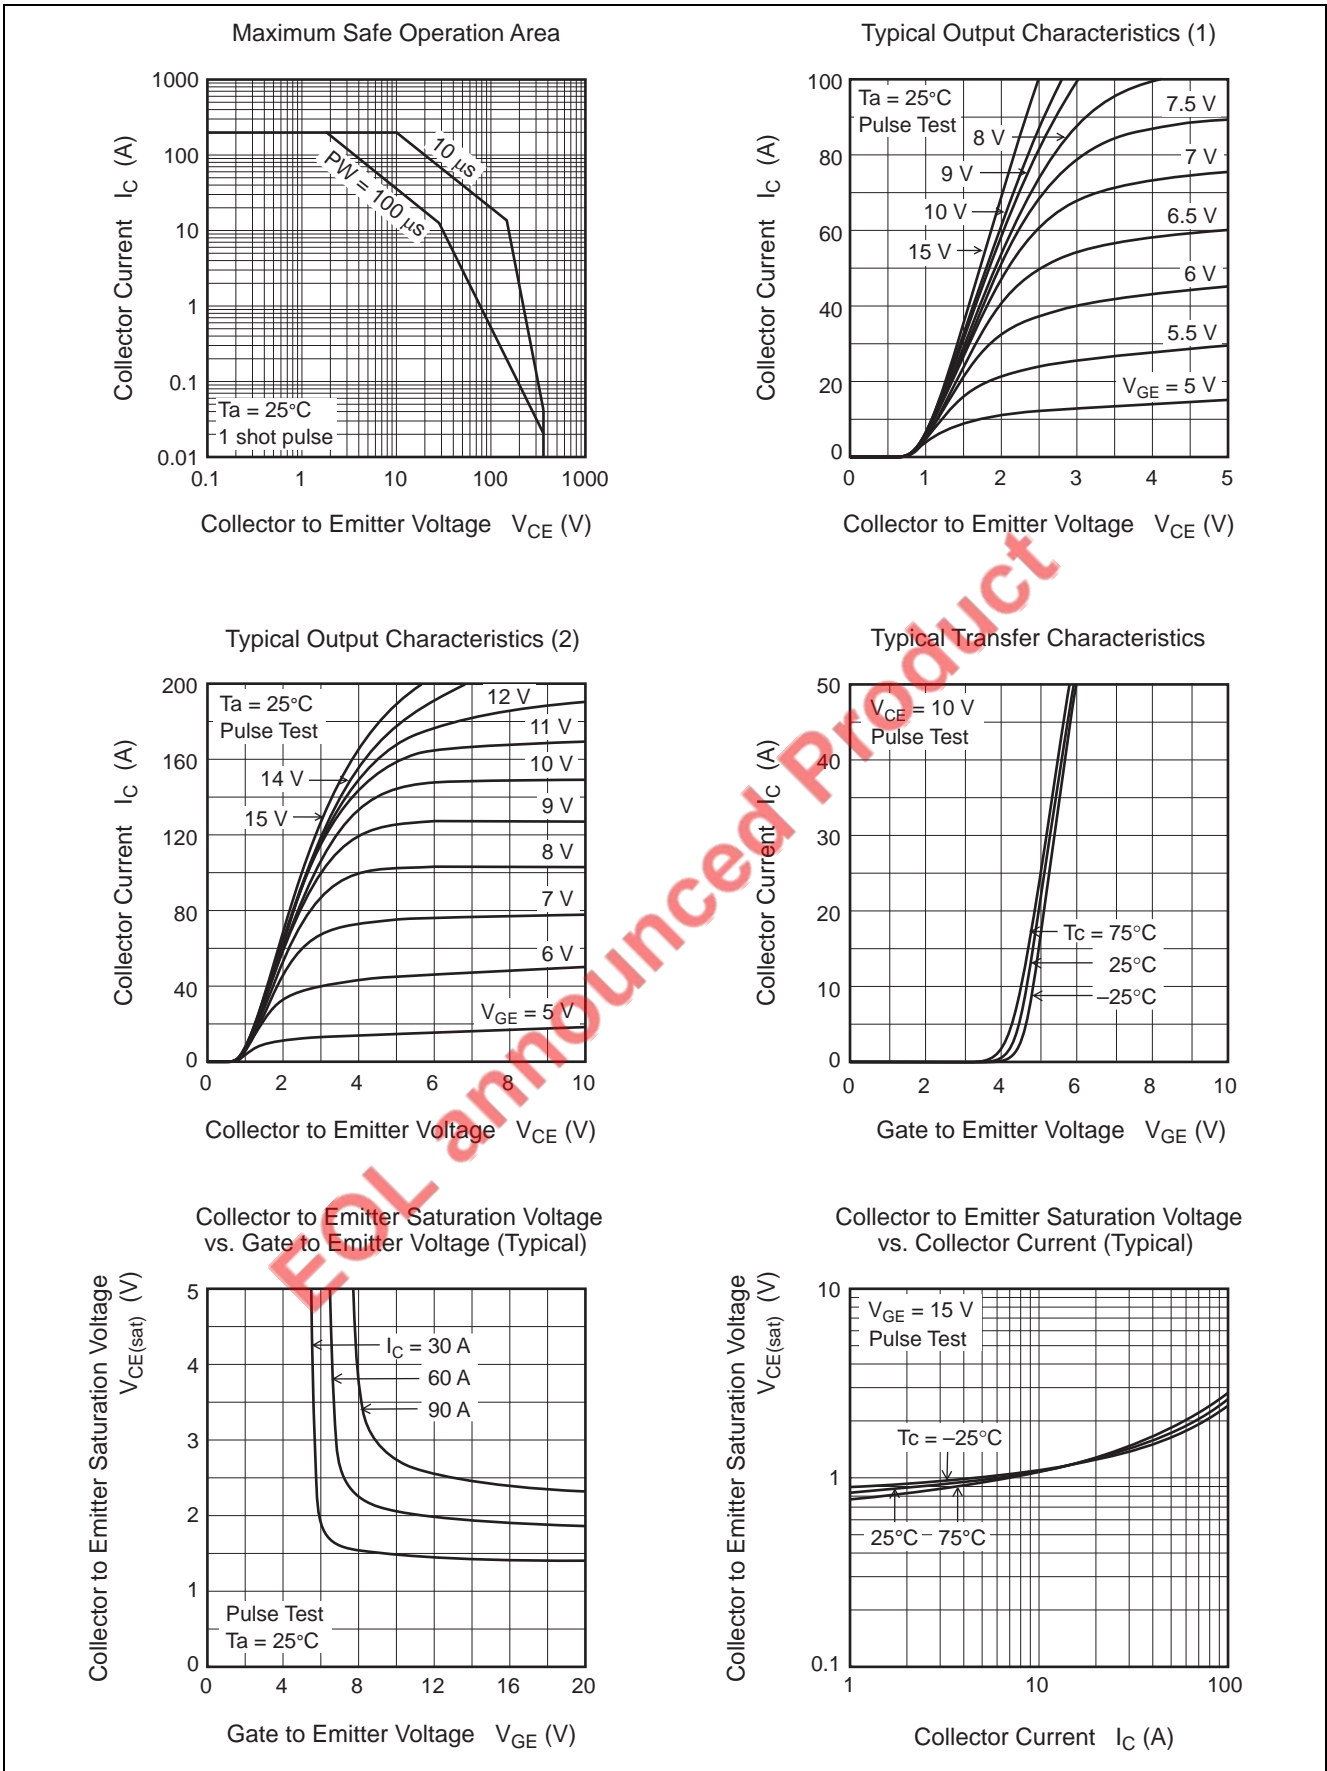 Maximum Safe Operation Area
1000
100
10
1
0.1
0.01
Collector Current IC (A)
10 μs
PW = 100 μs
Ta = 25°C
1 shot pulse
0.1 1 10 100 1000
Collector to Emitter Voltage VCE (V)
Typical Output Characteristics (1)
100
80
60
40
20
0
Collector Current IC (A)
Ta = 25°C
Pulse Test
8 V
9 V
10 V
15 V
7.5 V
7 V
6.5 V
6 V
5.5 V
VGE = 5 V
0 1 2 3 4 5
Collector to Emitter Voltage VCE (V)
Typical Output Characteristics (2)
200
160
120
80
40
0
Collector Current IC (A)
Ta = 25°C
Pulse Test
14 V
15 V
12 V
11 V
10 V
9 V
8 V
7 V
6 V
VGE = 5 V
0 2 4 6 8 10
Collector to Emitter Voltage VCE (V)
Typical Transfer Characteristics
50
40
30
20
10
0
Collector Current IC (A)
VCE = 10 V
Pulse Test
Tc = 75°C
25°C
–25°C
0 2 4 6 8 10
Gate to Emitter Voltage VGE (V)
Collector to Emitter Saturation Voltage
vs. Gate to Emitter Voltage (Typical)
5
4
3
2
1
0
Collector to Emitter Saturation Voltage
VCE(sat) (V)
IC = 30 A
60 A
90 A
Pulse Test
Ta = 25°C
0 4 8 12 16 20
Gate to Emitter Voltage VGE (V)
Collector to Emitter Saturation Voltage
vs. Collector Current (Typical)
10
1
0.1
Collector to Emitter Saturation Voltage
VCE(sat) (V)
VGE = 15 V
Pulse Test
Tc = –25°C
25°C 75°C
1 10 100
Collector Current IC (A)
EOL announced Product